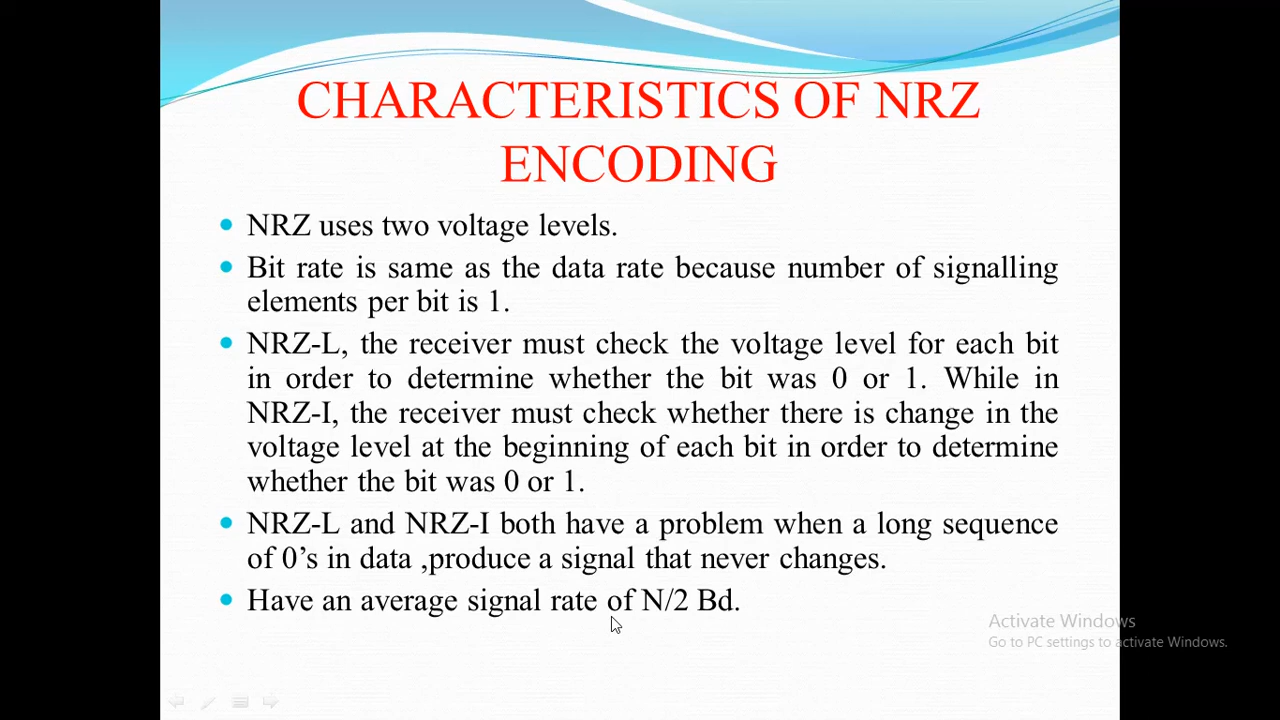 CHARACTERISTICS OF NRZ
ENCODING
• NRZ uses two voltage levels.
• Bit rate is same as the data rate because number of signalling
elements per bit is 1.
• NRZ-L, the receiver must check the voltage level for each bit
in order to determine whether the bit was 0 or 1. While in
NRZ-I, the receiver must check whether there is change in the
voltage level at the beginning of each bit in order to determine
whether the bit was 0 or 1.
• NRZ-L and NRZ-I both have a problem when a long sequence
of 0’s in data ,produce a signal that never changes.
• Have an average signal rate of N/2 Bd.
Activate Windows
Go to PC settings to activate Windows.